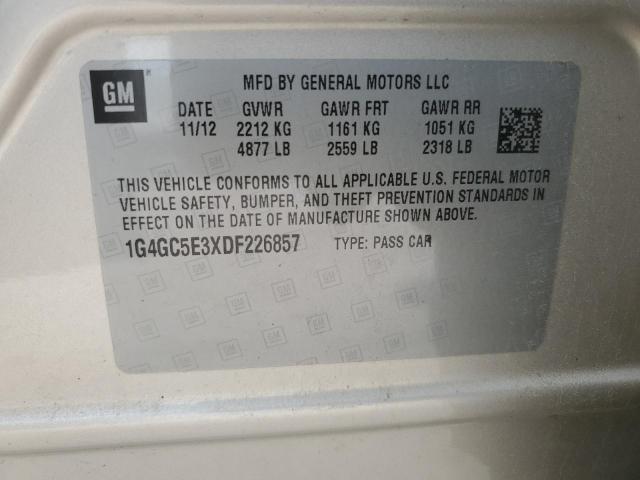 GM
MFD BY GENERAL MOTORS LLC
DATE GVWR GAWR FRT GAWR RR
11/12 2212 KG 1161 KG 1051 KG
4877 LB 2559 LB 2318 LB
THIS VEHICLE CONFORMS TO ALL APPLICABLE U.S. FEDERAL MOTOR
VEHICLE SAFETY, BUMPER, AND THEFT PREVENTION STANDARDS IN
EFFECT ON THE DATE OF MANUFACTURE SHOWN ABOVE.
1G4GC5E3XDF226857 TYPE: PASS CAR